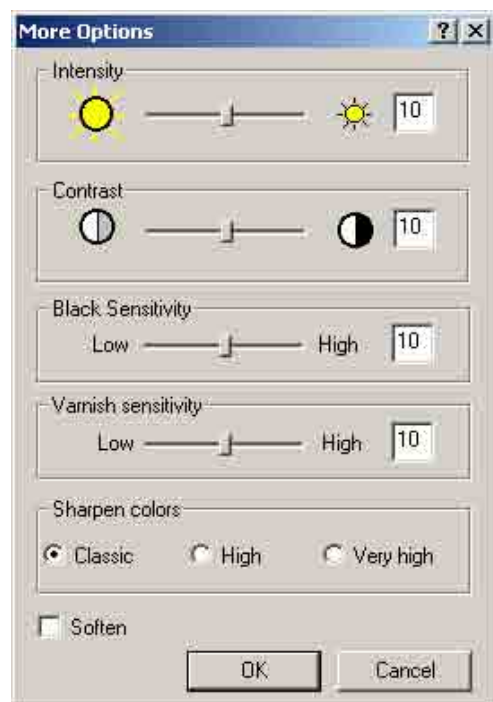 More Options ? ×
Intensity
10
Contrast
10
Black Sensitivity
Low High 10
Varnish sensitivity
Low High 10
Sharpen colors
Classic High Very high
Soften
OK Cancel